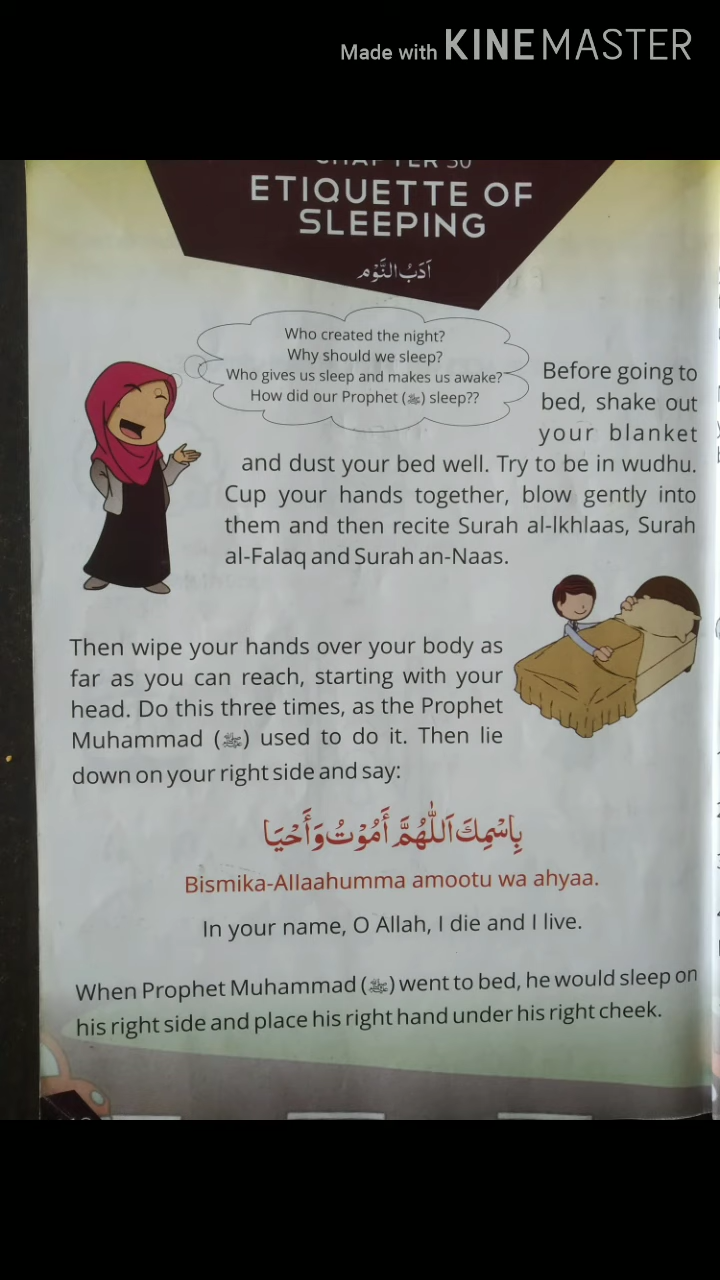 Made with KINEMASTER
CHAPTER 30
ETIQUETTE OF
SLEEPING
اَدَبُ النَّوْم
Who created the night?
Why should we sleep?
Who gives us sleep and makes us awake?
How did our Prophet (ﷺ) sleep??
Before going to
bed, shake out
your blanket
and dust your bed well. Try to be in wudhu.
Cup your hands together, blow gently into
them and then recite Surah al-Ikhlaas, Surah
al-Falaq and Surah an-Naas.
Then wipe your hands over your body as
far as you can reach, starting with your
head. Do this three times, as the Prophet
Muhammad (ﷺ) used to do it. Then lie
down on your right side and say:
بِاسْمِكَ اَللّٰهُمَّ أَمُوْتُ وَأَحْيَا
Bismika-Allaahumma amootu wa ahyaa.
In your name, O Allah, I die and I live.
When Prophet Muhammad (ﷺ) went to bed, he would sleep on
his right side and place his right hand under his right cheek.